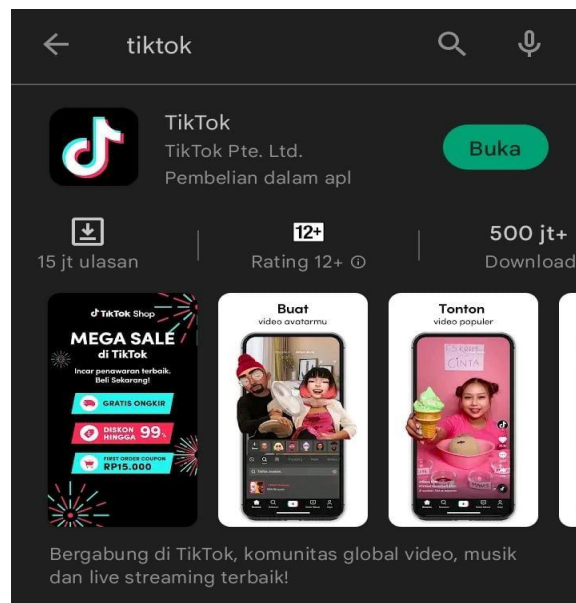 tiktok
TikTok
TikTok Pte. Ltd.
Pembelian dalam apl
Buka
15 jt ulasan
12+
Rating 12+
500 jt+
Download
TikTok Shop
MEGA SALE
di TikTok
Incar penawaran terbaik.
Beli Sekarang!
GRATIS ONGKIR
DISKON HINGGA 99%
FIRST ORDER COUPON
RP15.000
Buat
video avatarmu
Tonton
video populer
CINTA
Bergabung di TikTok, komunitas global video, musik
dan live streaming terbaik!